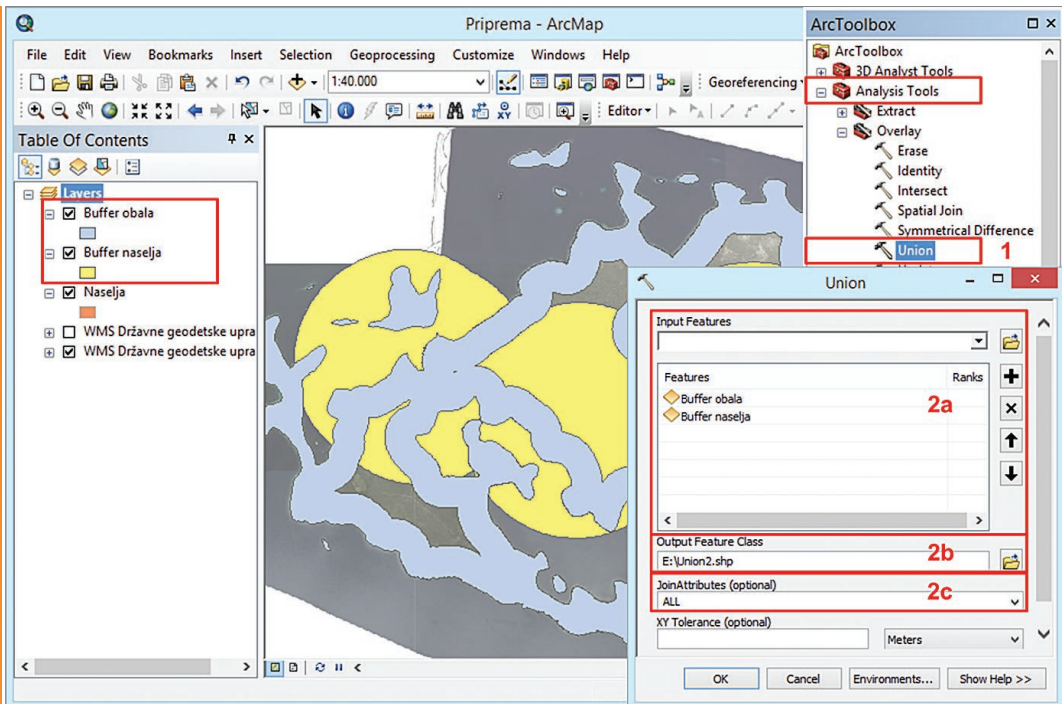 Priprema - ArcMap
File Edit View Bookmarks Insert Selection Geoprocessing Customize Windows Help
1:40.000
Georeferencing
Editor
Table Of Contents
Layers
Buffer obala
Buffer naselja
Naselja
WMS Državne geodetske upra
WMS Državne geodetske upra
ArcToolbox
ArcToolbox
3D Analyst Tools
Analysis Tools
Extract
Overlay
Erase
Identity
Intersect
Spatial Join
Symmetrical Difference
Union 1
Union
Input Features
Features Ranks
Buffer obala 2a
Buffer naselja
Output Feature Class
E:\Union2.shp 2b
JoinAttributes (optional)
ALL 2c
XY Tolerance (optional)
Meters
OK Cancel Environments... Show Help >>